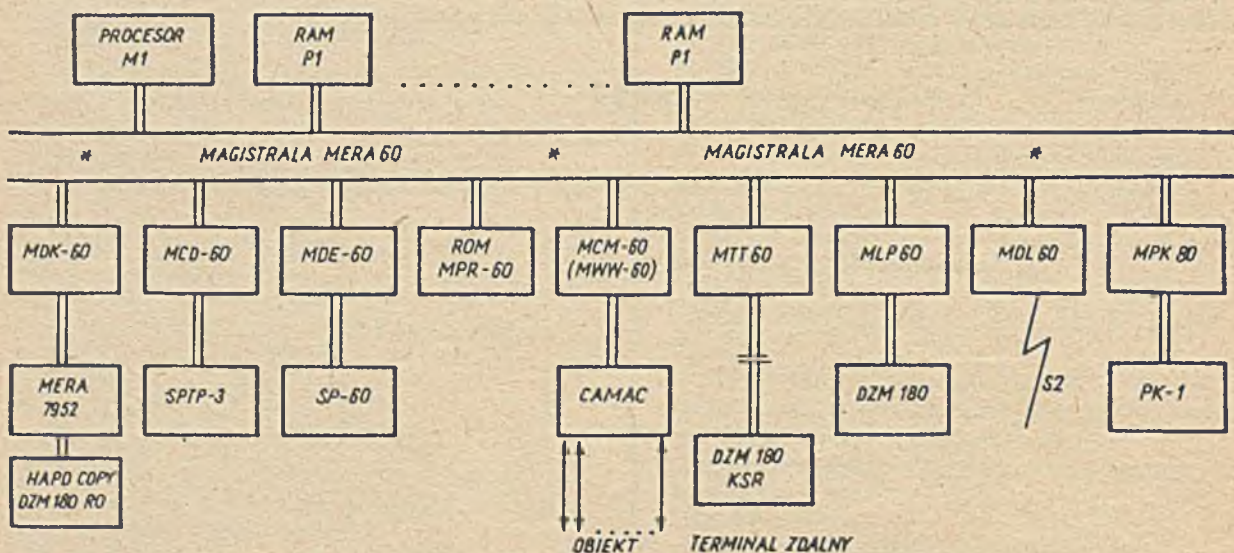 PROCESOR
M1
RAM
P1
. . . . . . . . . . . .
RAM
P1
* MAGISTRALA MERA 60 * MAGISTRALA MERA 60 *
MDK-60
MCD-60
MDE-60
ROM
MPR-60
MCM-60
(MWW-60)
MTT 60
MLP 60
MDL 60
MPK 80
MERA
7952
SPTP-3
SP-60
CAMAC
DZM 180
S2
PK-1
HAPD COPY
DZM 180 RO
DZM 180
KSR
OBIEKT
TERMINAL ZDALNY